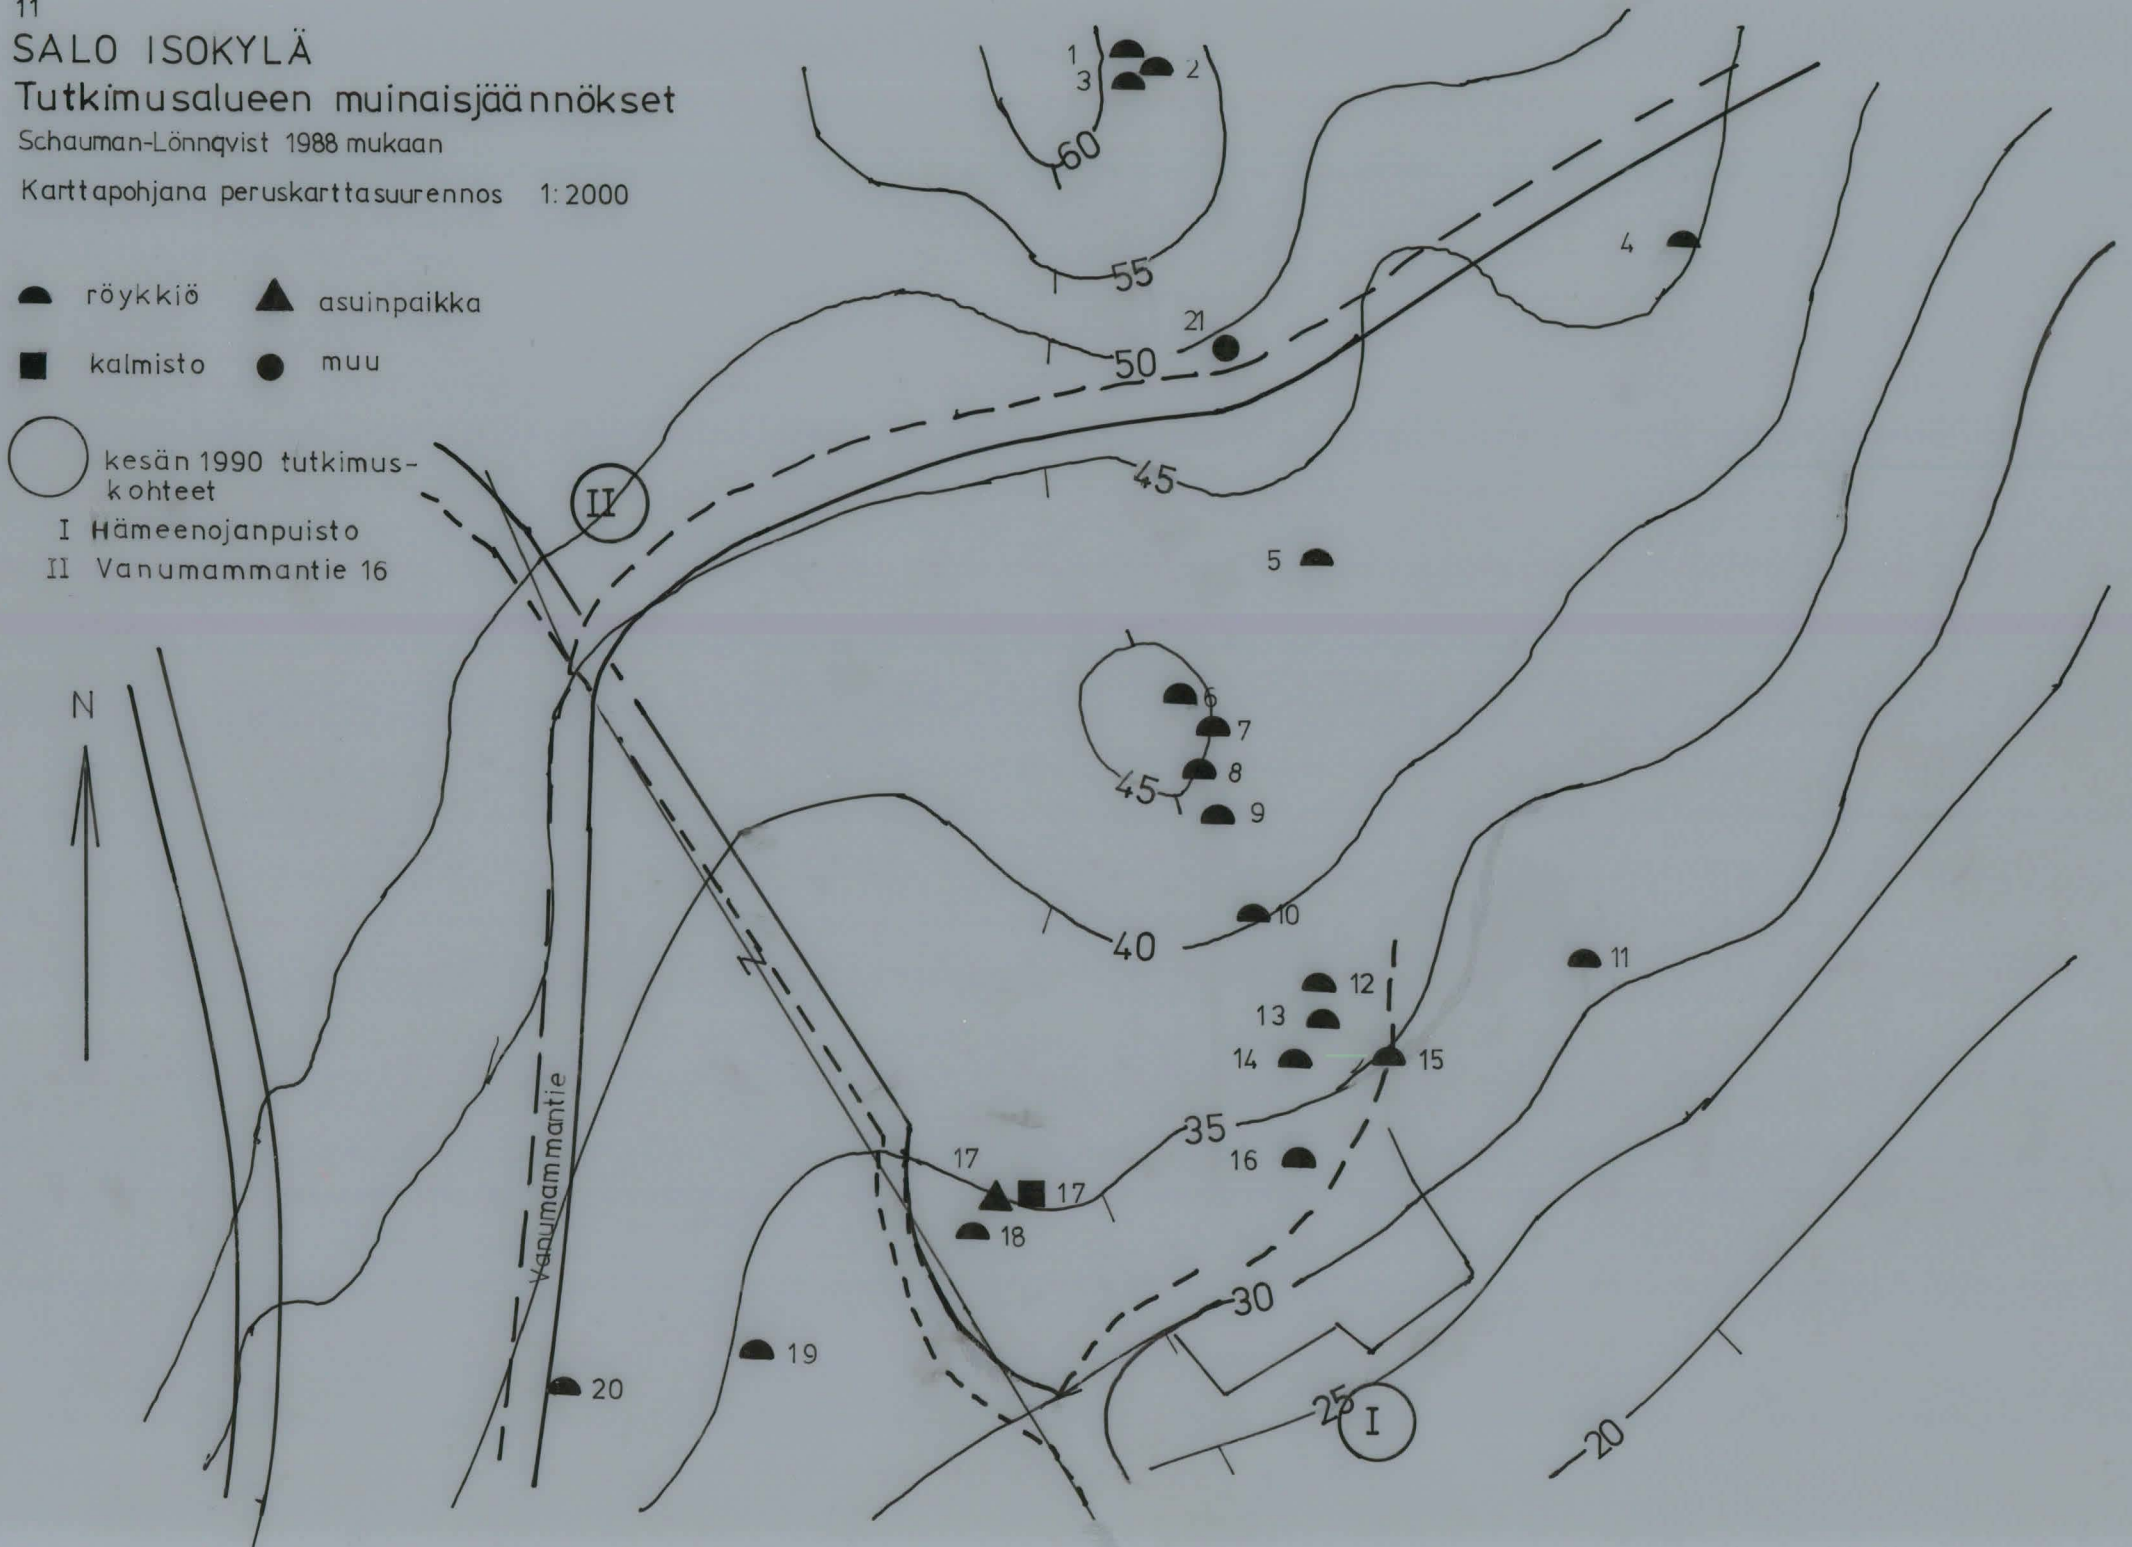 11
SALO ISOKYLÄ
Tutkimusalueen muinaisjäännökset
Schauman-Lönnqvist 1988 mukaan
Karttapohjana peruskarttasuurennos 1:2000
röykkiö
asuinpaikka
kalmisto
muu
kesän 1990 tutkimus-
kohteet
I Hämeenojanpuisto
II Vanumammantie 16
N
1
2
3
60
4
55
21
50
45
II
5
6
7
8
45
9
10
40
11
12
13
14
15
35
16
17
17
18
Vanumammantie
30
19
20
25
I
20